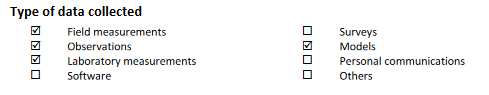 Type of data collected
☑ Field measurements ☐ Surveys
☑ Observations ☑ Models
☑ Laboratory measurements ☐ Personal communications
☐ Software ☐ Others